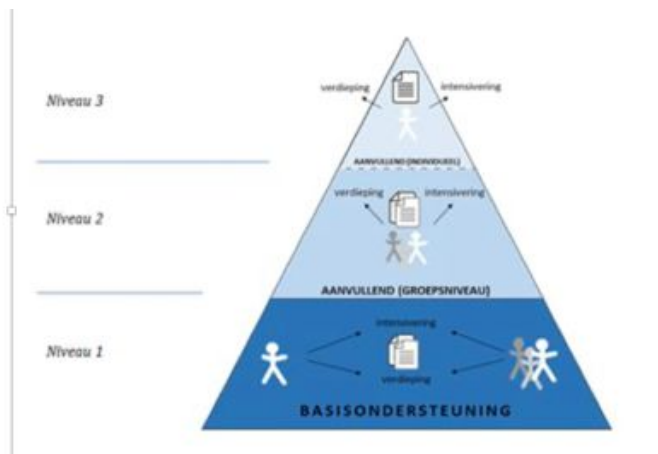 Niveau 3
verdieping
intensivering
AANVULLEND (INDIVIDUEEL)
Niveau 2
verdieping
intensivering
AANVULLEND (GROEPSNIVEAU)
Niveau 1
intensivering
verdieping
BASISONDERSTEUNING